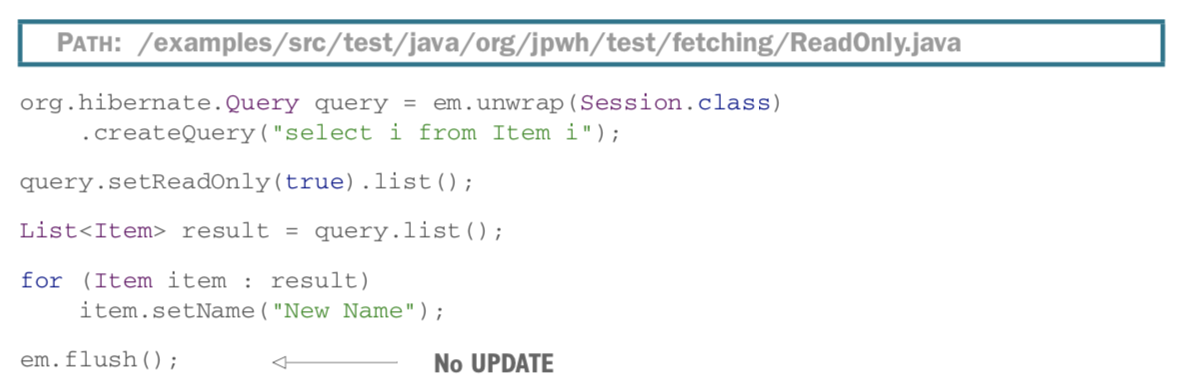 PATH: /examples/src/test/java/org/jpwh/test/fetching/ReadOnly.java
org.hibernate.Query query = em.unwrap(Session.class)
    .createQuery("select i from Item i");
query.setReadOnly(true).list();
List<Item> result = query.list();
for (Item item : result)
    item.setName("New Name");
em.flush(); No UPDATE